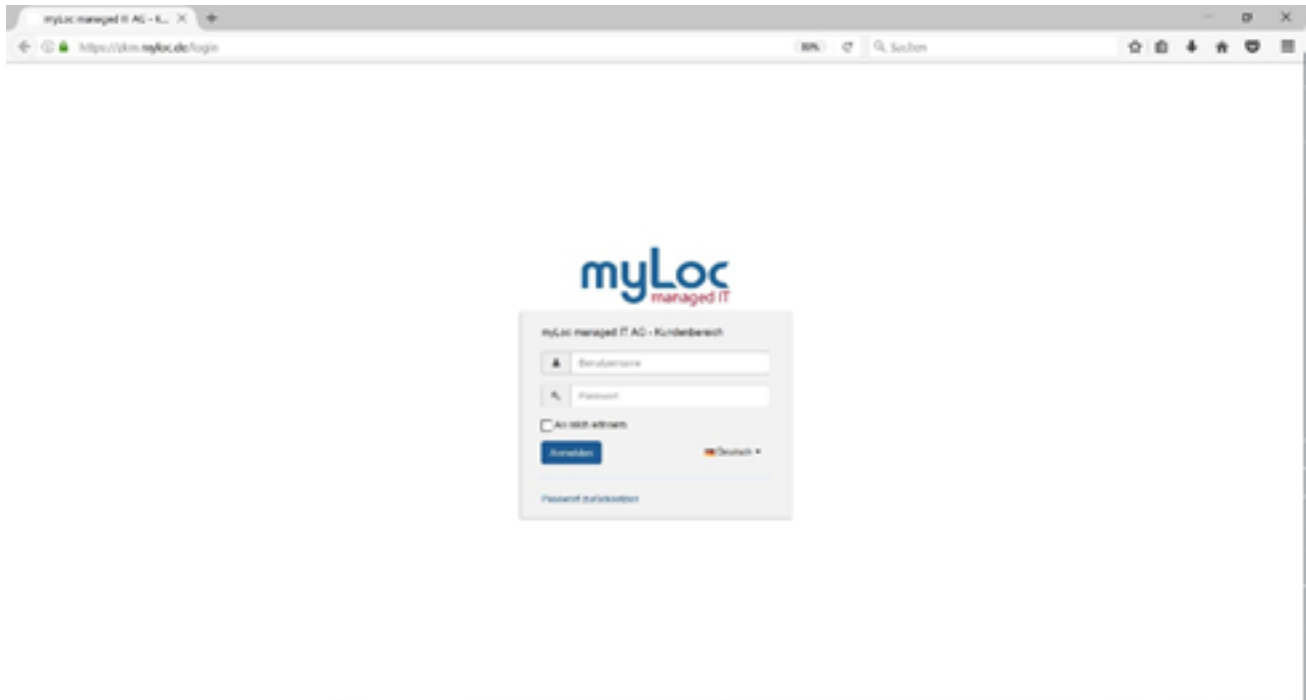 myLoc managed IT AG - K...
https://zkm.myloc.de/login
80%
Suchen
myLoc
managed IT
myLoc managed IT AG - Kundenbereich
Benutzername
Passwort
An mich erinnern
Anmelden
Deutsch
Passwort zurücksetzen